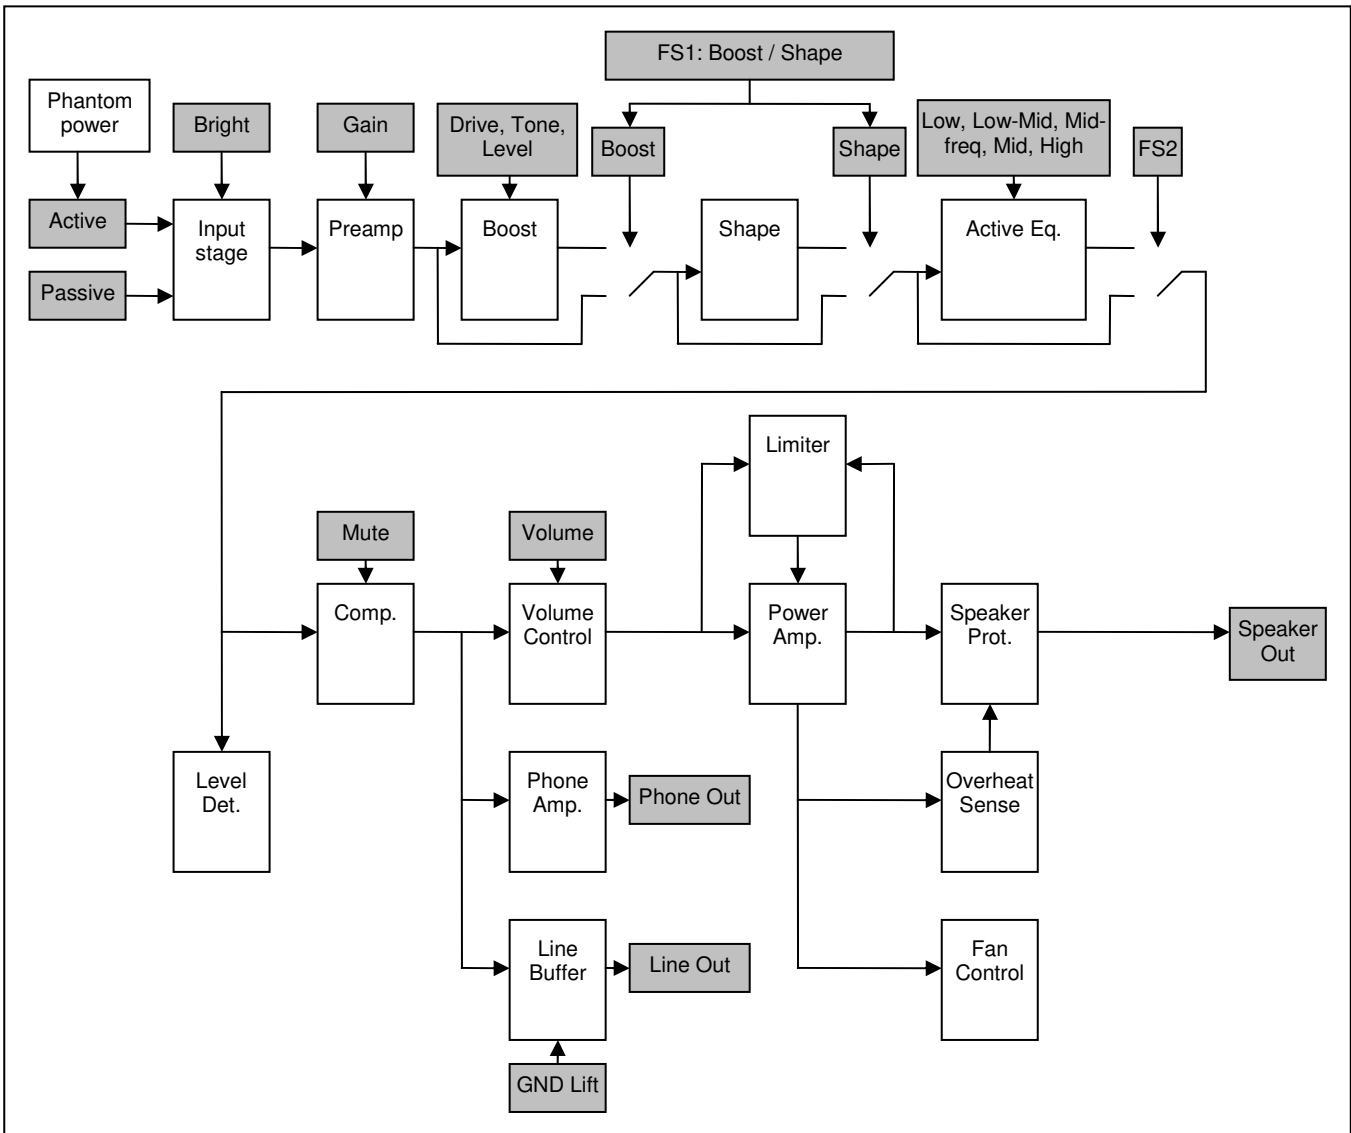 FS1: Boost / Shape
Phantom
power
Bright
Gain
Drive, Tone,
Level
Boost
Shape
Low, Low-Mid, Mid-
freq, Mid, High
FS2
Active
Passive
Input
stage
Preamp
Boost
Shape
Active Eq.
Limiter
Mute
Volume
Comp.
Volume
Control
Power
Amp.
Speaker
Prot.
Speaker
Out
Level
Det.
Phone
Amp.
Phone Out
Overheat
Sense
Line
Buffer
Line Out
Fan
Control
GND Lift